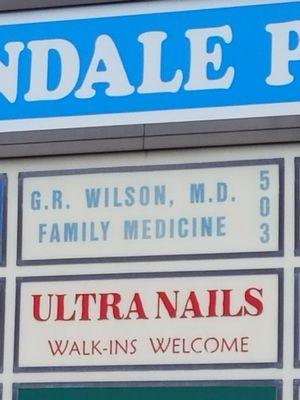 NDALE P
G.R. WILSON, M.D. 503
FAMILY MEDICINE
ULTRA NAILS
WALK-INS WELCOME